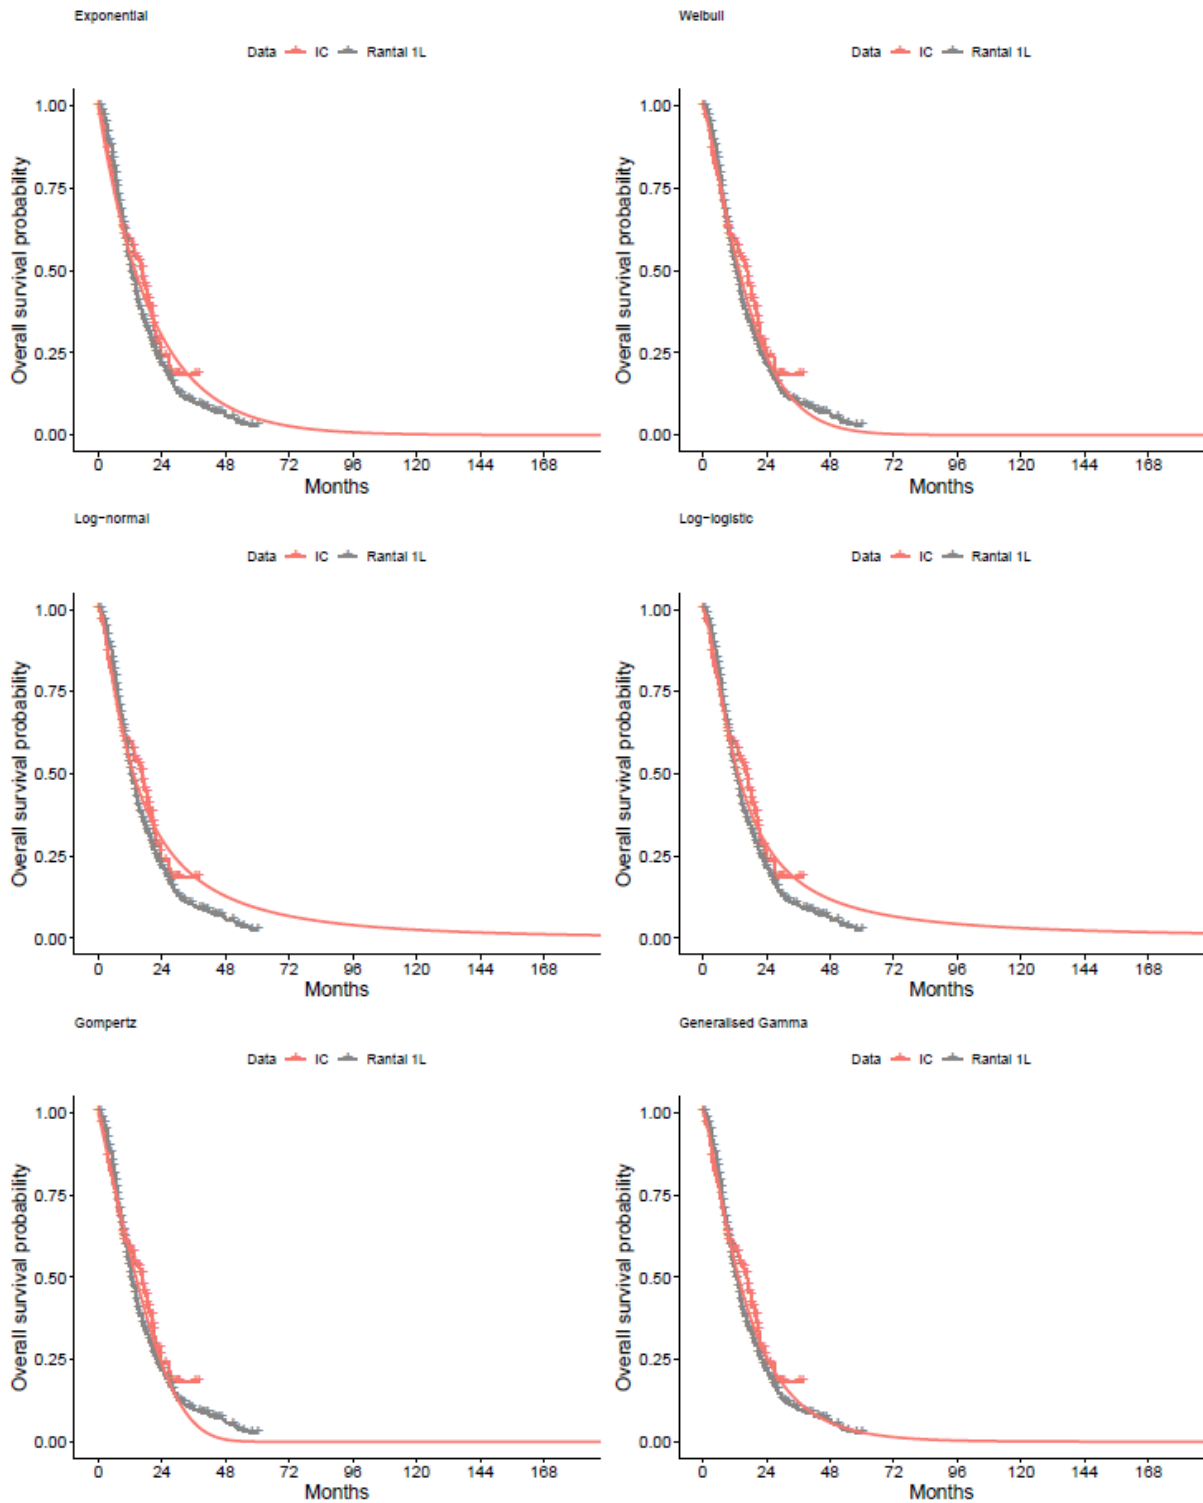 Exponential
Data IC Rantal 1L
Overall survival probability
1.00
0.75
0.50
0.25
0.00
0 24 48 72 96 120 144 168
Months
Weibull
Data IC Rantal 1L
Overall survival probability
1.00
0.75
0.50
0.25
0.00
0 24 48 72 96 120 144 168
Months
Log-normal
Data IC Rantal 1L
Overall survival probability
1.00
0.75
0.50
0.25
0.00
0 24 48 72 96 120 144 168
Months
Log-logistic
Data IC Rantal 1L
Overall survival probability
1.00
0.75
0.50
0.25
0.00
0 24 48 72 96 120 144 168
Months
Gompertz
Data IC Rantal 1L
Overall survival probability
1.00
0.75
0.50
0.25
0.00
0 24 48 72 96 120 144 168
Months
Generalised Gamma
Data IC Rantal 1L
Overall survival probability
1.00
0.75
0.50
0.25
0.00
0 24 48 72 96 120 144 168
Months